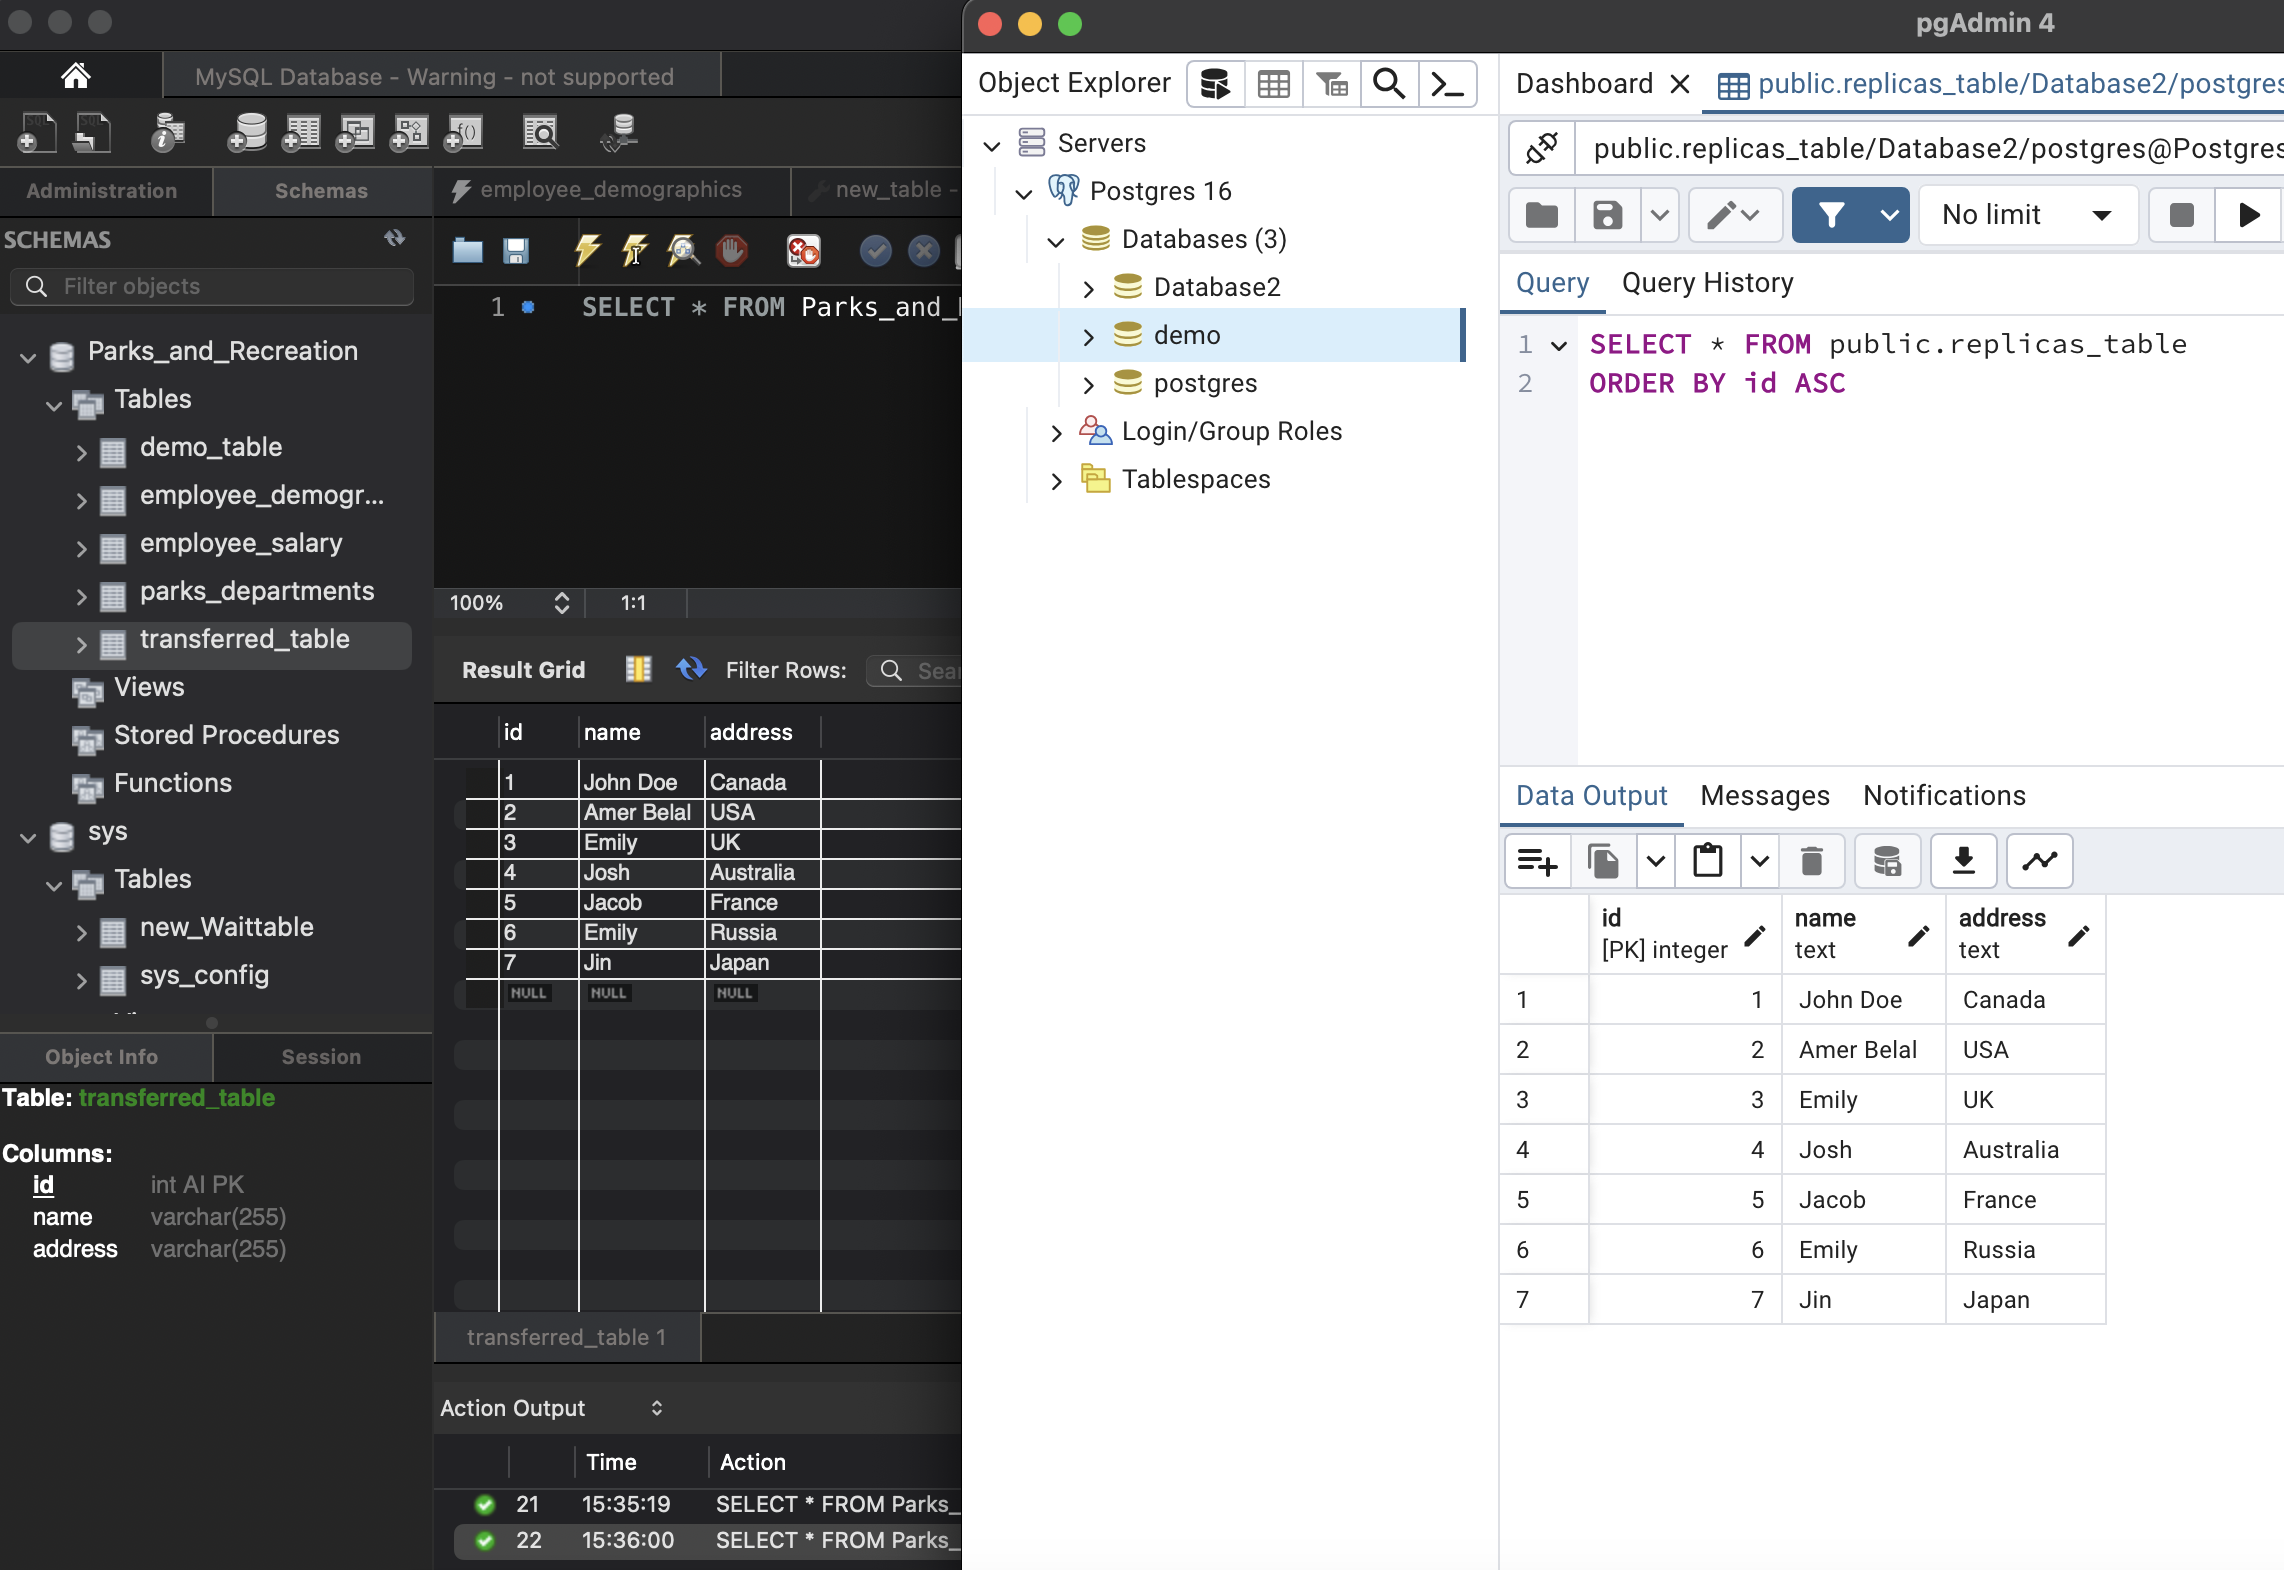 MySQL Database - Warning - not supported
Administration
Schemas
SCHEMAS
Filter objects
Parks_and_Recreation
Tables
demo_table
employee_demogr...
employee_salary
parks_departments
transferred_table
Views
Stored Procedures
Functions
sys
Tables
new_Waittable
sys_config
Object Info
Session
Table: transferred_table
Columns:
id int AI PK
name varchar(255)
address varchar(255)
employee_demographics
new_table -
1 SELECT * FROM Parks_and_
100%
1:1
Result Grid
Filter Rows:
id name address
1 John Doe Canada
2 Amer Belal USA
3 Emily UK
4 Josh Australia
5 Jacob France
6 Emily Russia
7 Jin Japan
NULL NULL NULL
transferred_table 1
Action Output
Time Action
21 15:35:19 SELECT * FROM Parks_
22 15:36:00 SELECT * FROM Parks_
pgAdmin 4
Object Explorer
Servers
Postgres 16
Databases (3)
Database2
demo
postgres
Login/Group Roles
Tablespaces
Dashboard
public.replicas_table/Database2/postgres
public.replicas_table/Database2/postgres@Postgres
No limit
Query
Query History
1 SELECT * FROM public.replicas_table
2 ORDER BY id ASC
Data Output
Messages
Notifications
id name address
[PK] integer text text
1 1 John Doe Canada
2 2 Amer Belal USA
3 3 Emily UK
4 4 Josh Australia
5 5 Jacob France
6 6 Emily Russia
7 7 Jin Japan